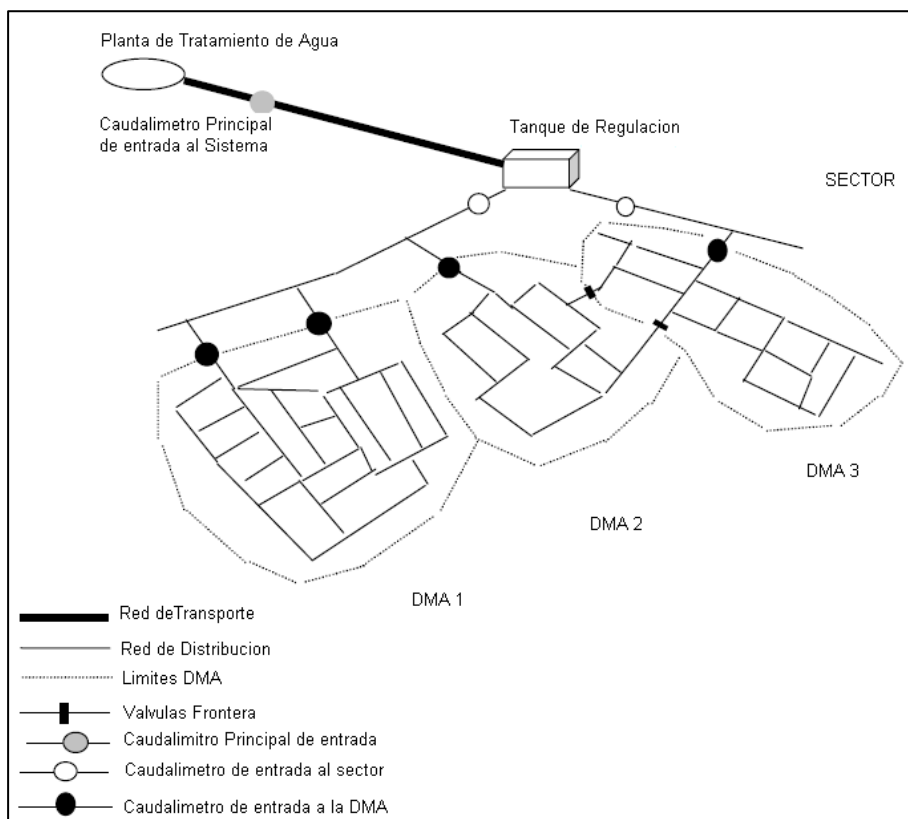 Planta de Tratamiento de Agua
Caudalimetro Principal
de entrada al Sistema
Tanque de Regulacion
SECTOR
DMA 3
DMA 2
DMA 1
Red deTransporte
Red de Distribucion
Limites DMA
Valvulas Frontera
Caudalimitro Principal de entrada
Caudalimetro de entrada al sector
Caudalimetro de entrada a la DMA